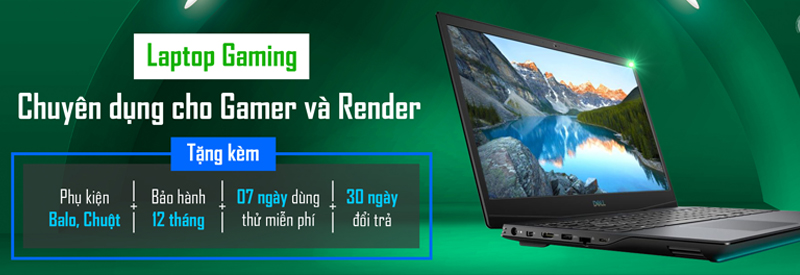 Laptop Gaming
Chuyên dụng cho Gamer và Render
Tặng kèm
Phụ kiện + Bảo hành + 07 ngày dùng + 30 ngày
Balo, Chuột 12 tháng thử miễn phí đổi trả
DELL